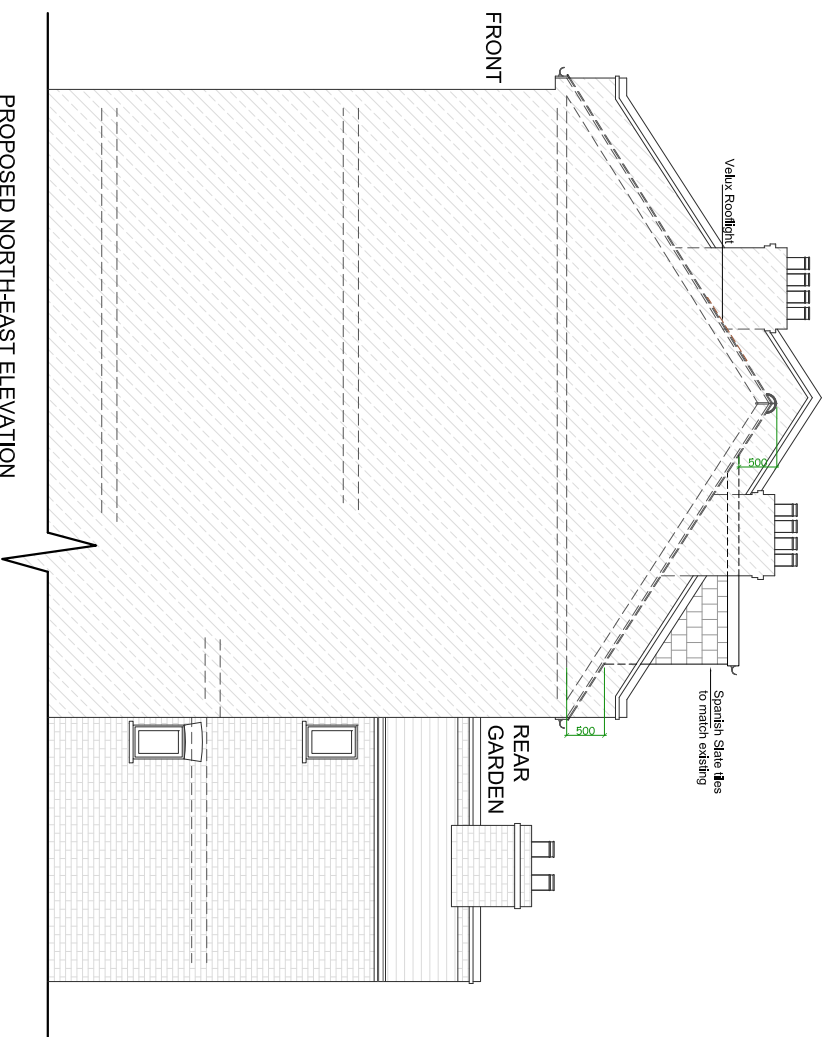 FRONT
Velux Rooflight
500
Spanish Slate tiles
to match existing
500
REAR
GARDEN
PROPOSED NORTH-EAST ELEVATION